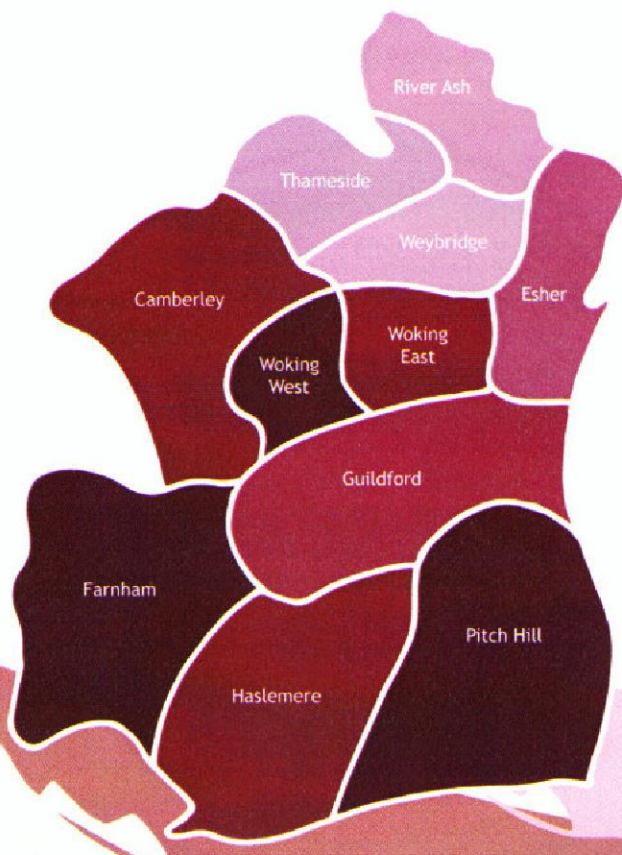 River Ash
Thameside
Weybridge
Esher
Camberley
Woking
East
Woking
West
Guildford
Farnham
Pitch Hill
Haslemere